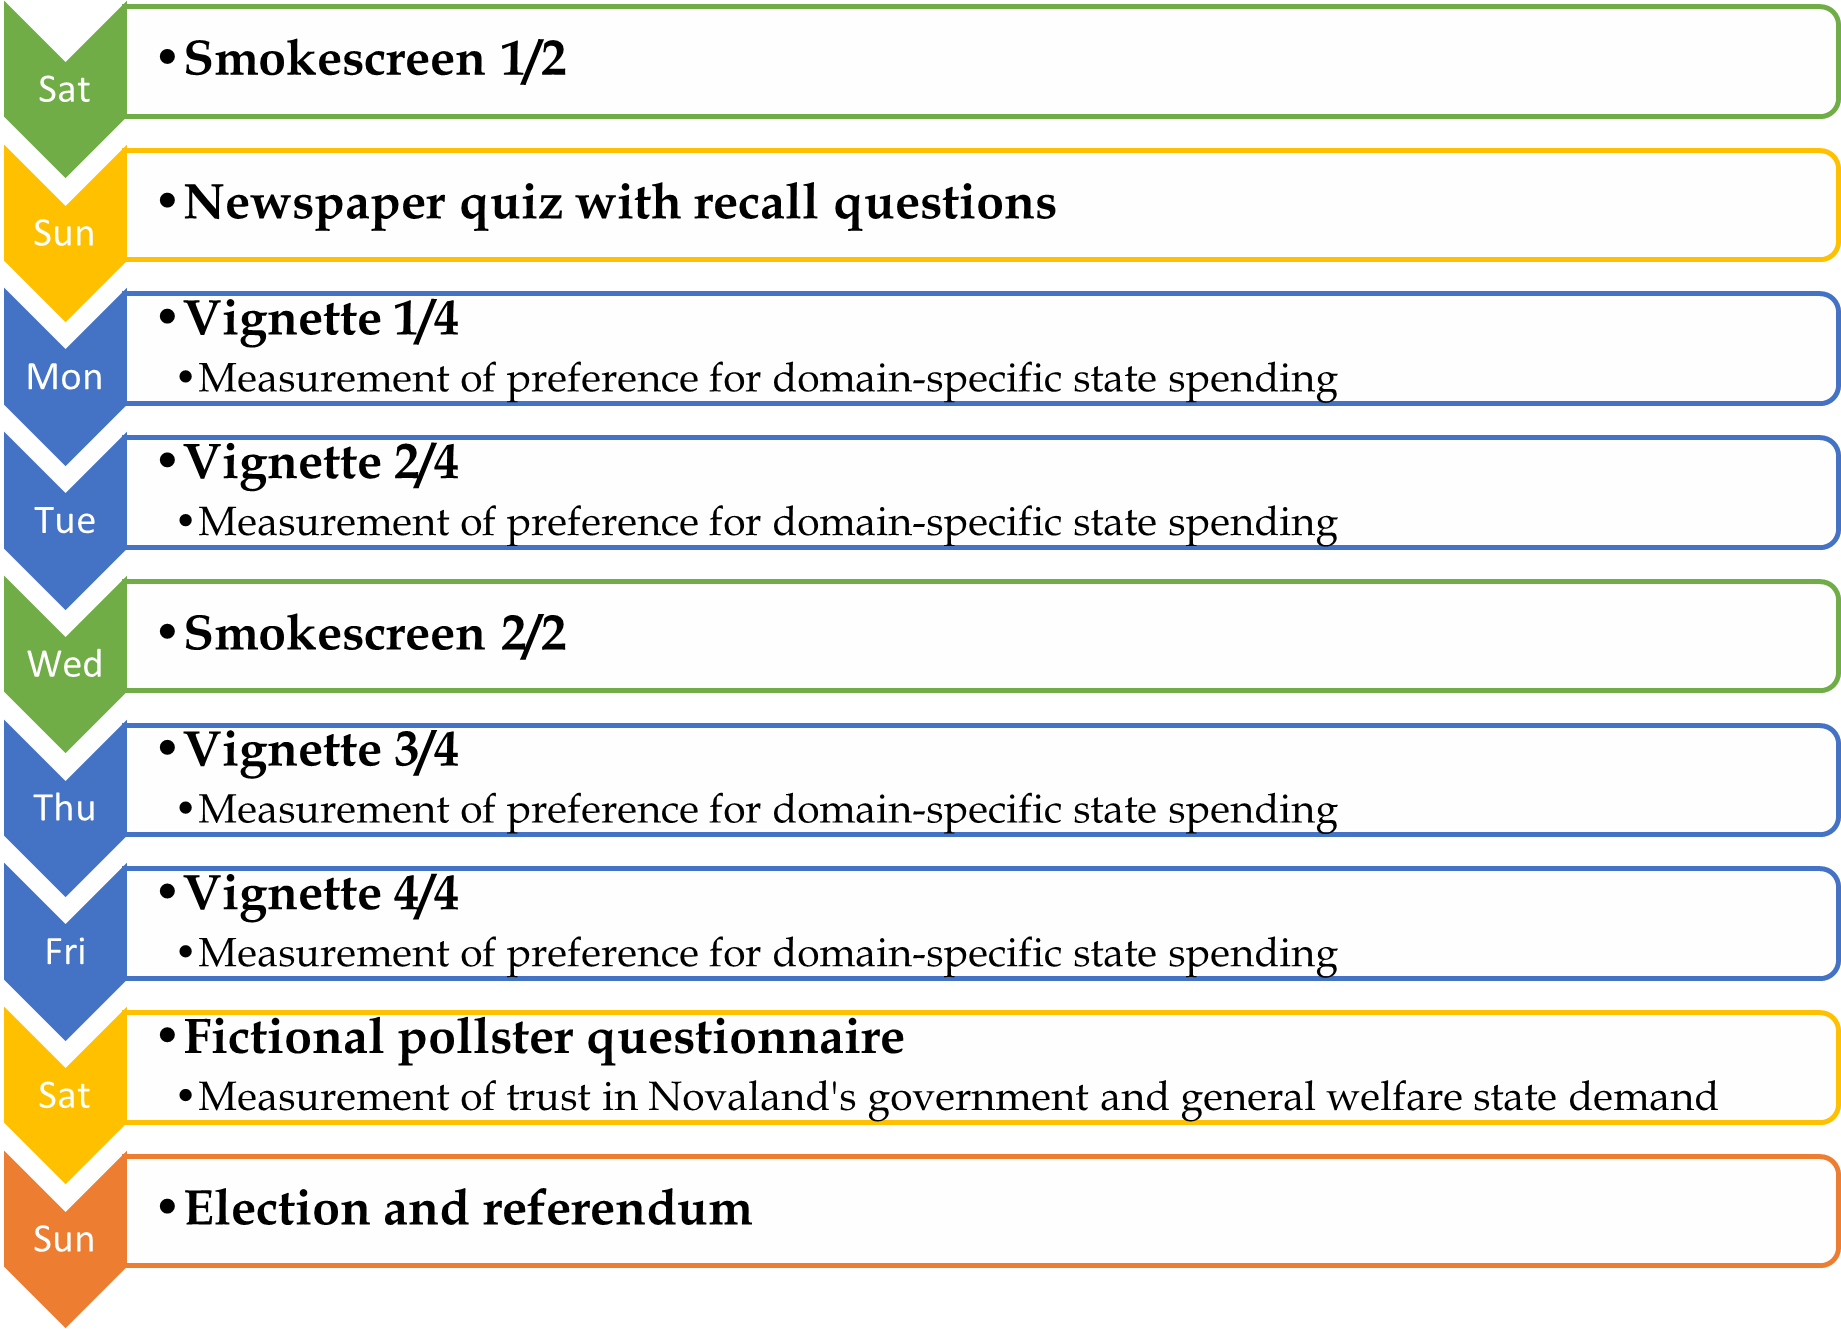 Sat
•Smokescreen 1/2
Sun
•Newspaper quiz with recall questions
Mon
•Vignette 1/4
•Measurement of preference for domain-specific state spending
Tue
•Vignette 2/4
•Measurement of preference for domain-specific state spending
Wed
•Smokescreen 2/2
Thu
•Vignette 3/4
•Measurement of preference for domain-specific state spending
Fri
•Vignette 4/4
•Measurement of preference for domain-specific state spending
Sat
•Fictional pollster questionnaire
•Measurement of trust in Novaland's government and general welfare state demand
Sun
•Election and referendum